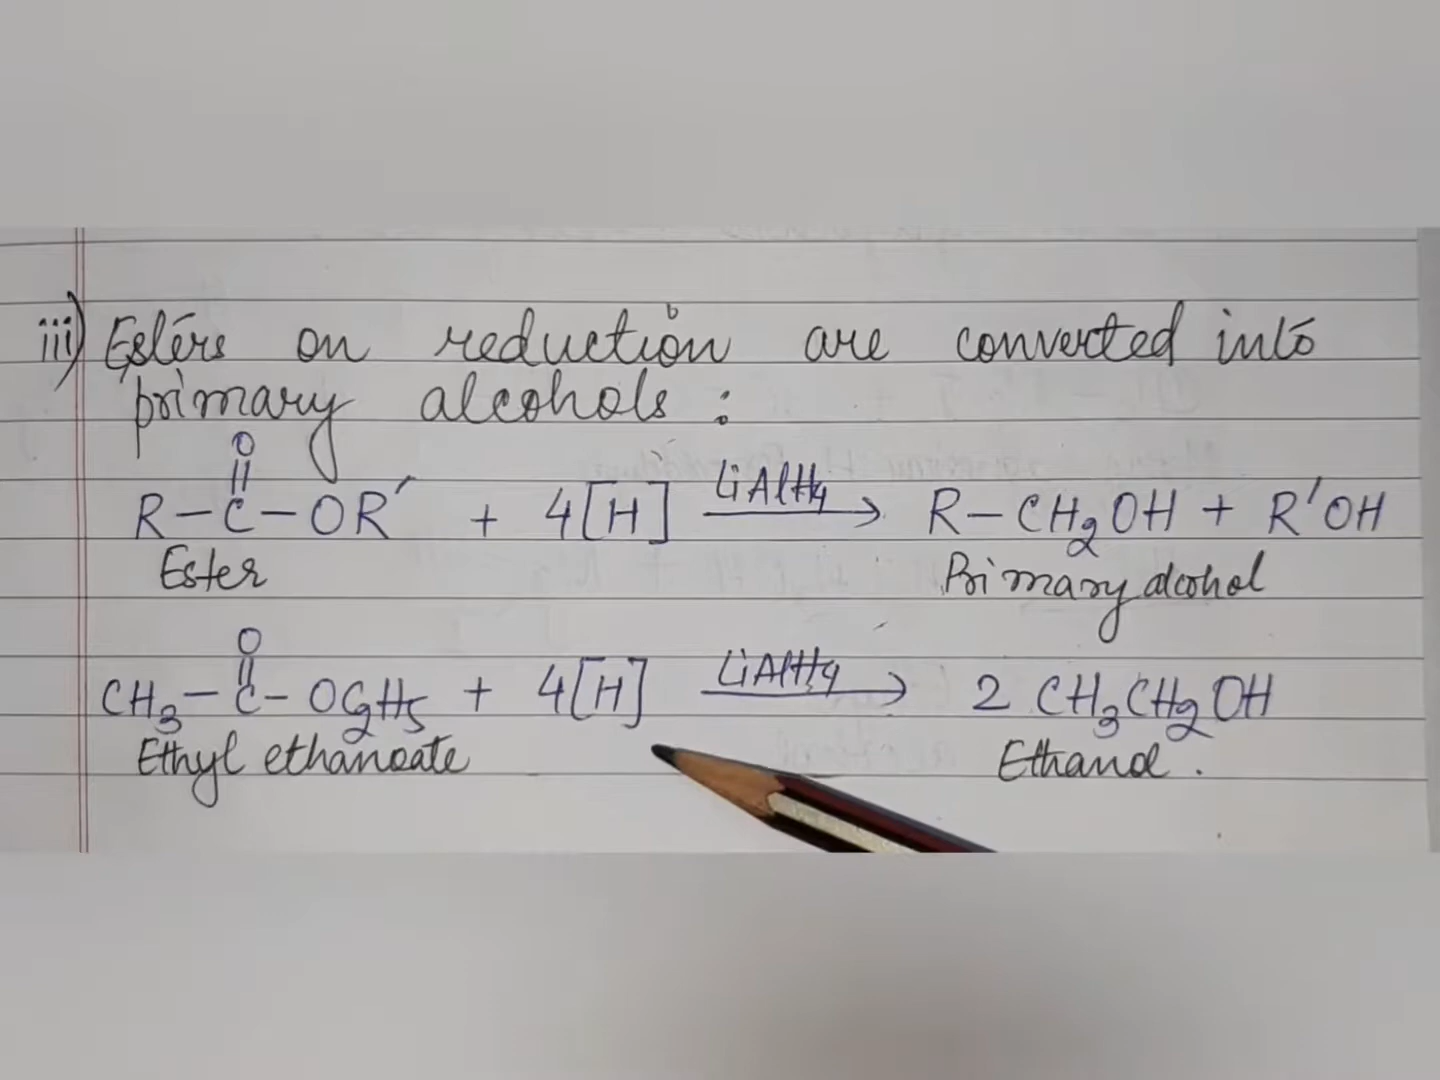 iii) Esters on reduction are converted into
primary alcohols :
O
R - C - OR' + 4[H] LiAlH4 → R - CH2OH + R'OH
Ester Primary alcohol
O
CH3 - C - OC2H5 + 4[H] LiAlH4 → 2 CH3CH2OH
Ethyl ethanoate Ethanol .